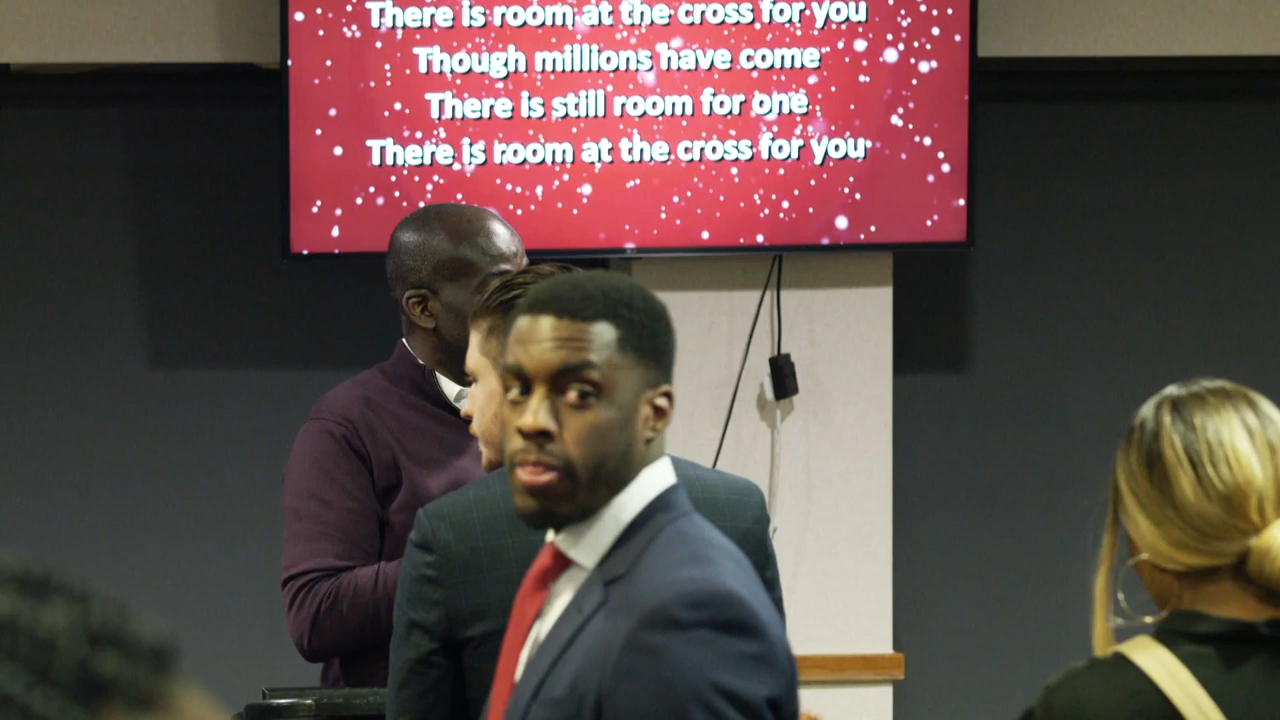 There is room at the cross for you
Though millions have come
There is still room for one
There is room at the cross for you